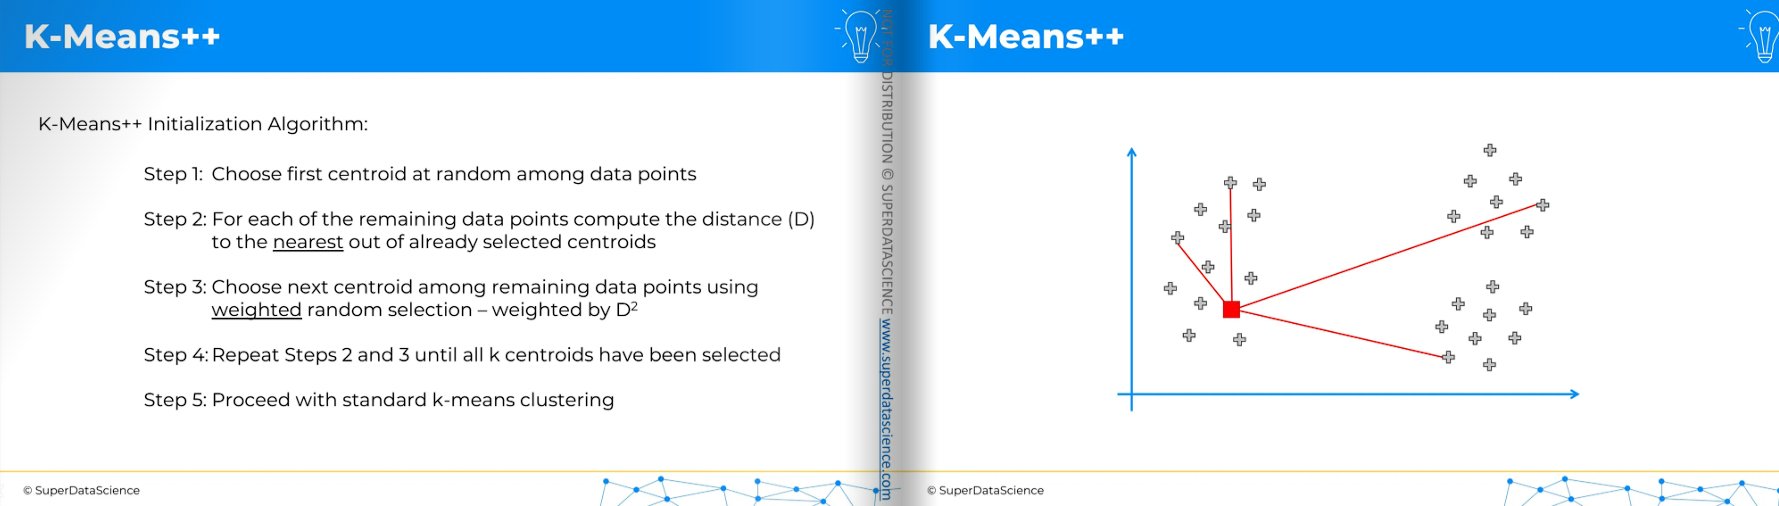 K-Means++
K-Means++ Initialization Algorithm:
Step 1: Choose first centroid at random among data points
Step 2: For each of the remaining data points compute the distance (D)
to the nearest out of already selected centroids
Step 3: Choose next centroid among remaining data points using
weighted random selection – weighted by D²
Step 4: Repeat Steps 2 and 3 until all k centroids have been selected
Step 5: Proceed with standard k-means clustering
© SuperDataScience
NOT FOR DISTRIBUTION © SUPERDATASCIENCE www.superdatascience.com
K-Means++
© SuperDataScience